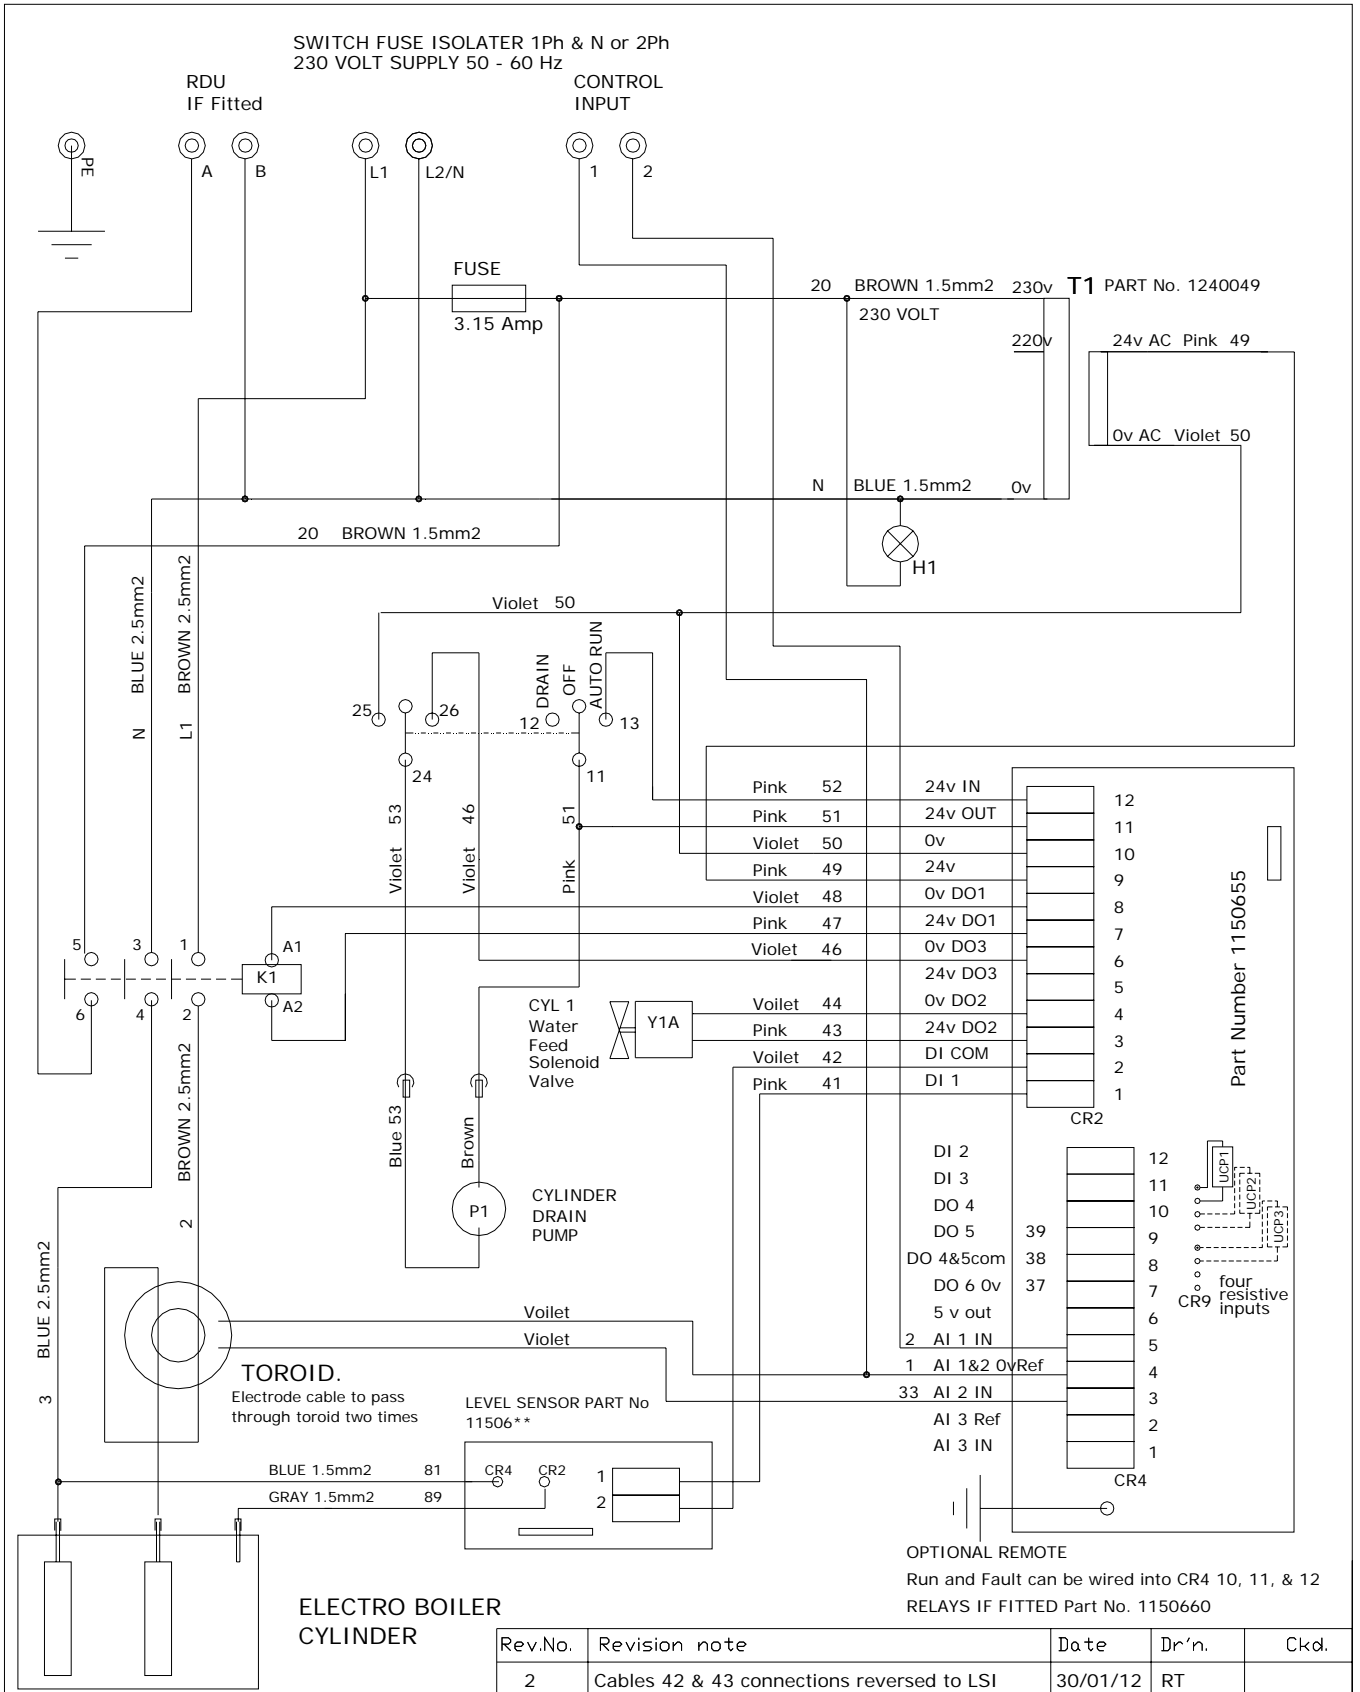 SWITCH FUSE ISOLATER 1Ph & N or 2Ph
230 VOLT SUPPLY 50 - 60 Hz
RDU
IF Fitted
CONTROL
INPUT
PE
A
B
L1
L2/N
1
2
FUSE
3.15 Amp
20 BROWN 1.5mm2 230v
T1 PART No. 1240049
230 VOLT
220v
24v AC Pink 49
0v AC Violet 50
N BLUE 1.5mm2 0v
20 BROWN 1.5mm2
H1
BLUE 2.5mm2
N
BROWN 2.5mm2
L1
Violet 50
DRAIN
OFF
AUTO RUN
25
26
12
13
24
11
Violet 53
Violet 46
Pink 51
Pink 52 24v IN 12
Pink 51 24v OUT 11
Violet 50 0v 10
Pink 49 24v 9
Violet 48 0v DO1 8
Pink 47 24v DO1 7
Violet 46 0v DO3 6
24v DO3 5
Voilet 44 0v DO2 4
Pink 43 24v DO2 3
Voilet 42 DI COM 2
Pink 41 DI 1 1
CR2
Part Number 1150655
5
3
1
A1
K1
6
4
2
A2
CYL 1
Water
Feed
Solenoid
Valve
Y1A
BROWN 2.5mm2
2
Blue 53
Brown
P1
CYLINDER
DRAIN
PUMP
DI 2 12
DI 3 11
DO 4 10
DO 5 39 9
DO 4&5com 38 8
DO 6 0v 37 7
5 v out 6
2 AI 1 IN 5
1 AI 1&2 0vRef 4
33 AI 2 IN 3
AI 3 Ref 2
AI 3 IN 1
CR4
UCP1
UCP2
UCP3
CR9
four
resistive
inputs
BLUE 2.5mm2
3
Voilet
Violet
TOROID.
Electrode cable to pass
through toroid two times
LEVEL SENSOR PART No
11506**
BLUE 1.5mm2 81
GRAY 1.5mm2 89
CR4
CR2
1
2
OPTIONAL REMOTE
Run and Fault can be wired into CR4 10, 11, & 12
RELAYS IF FITTED Part No. 1150660
ELECTRO BOILER
CYLINDER
Rev.No. Revision note Date Dr'n. Ckd.
2 Cables 42 & 43 connections reversed to LSI 30/01/12 RT